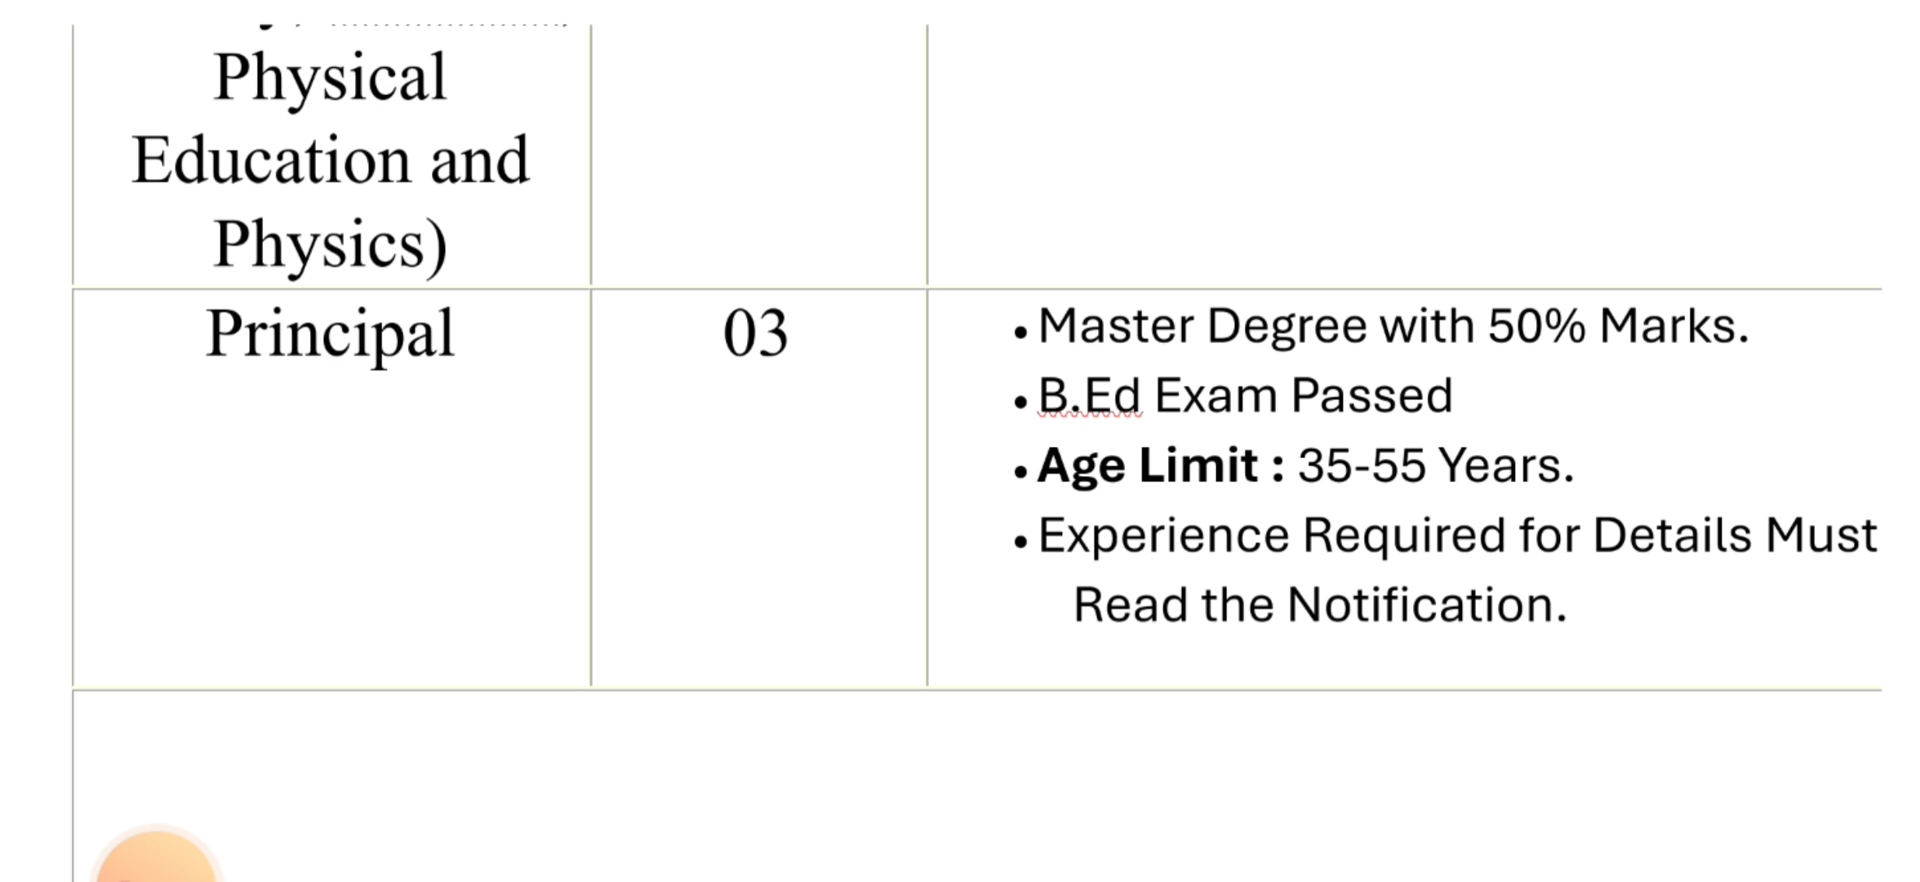 Physical
Education and
Physics)
Principal
03
• Master Degree with 50% Marks.
• B.Ed Exam Passed
• Age Limit : 35-55 Years.
• Experience Required for Details Must
Read the Notification.